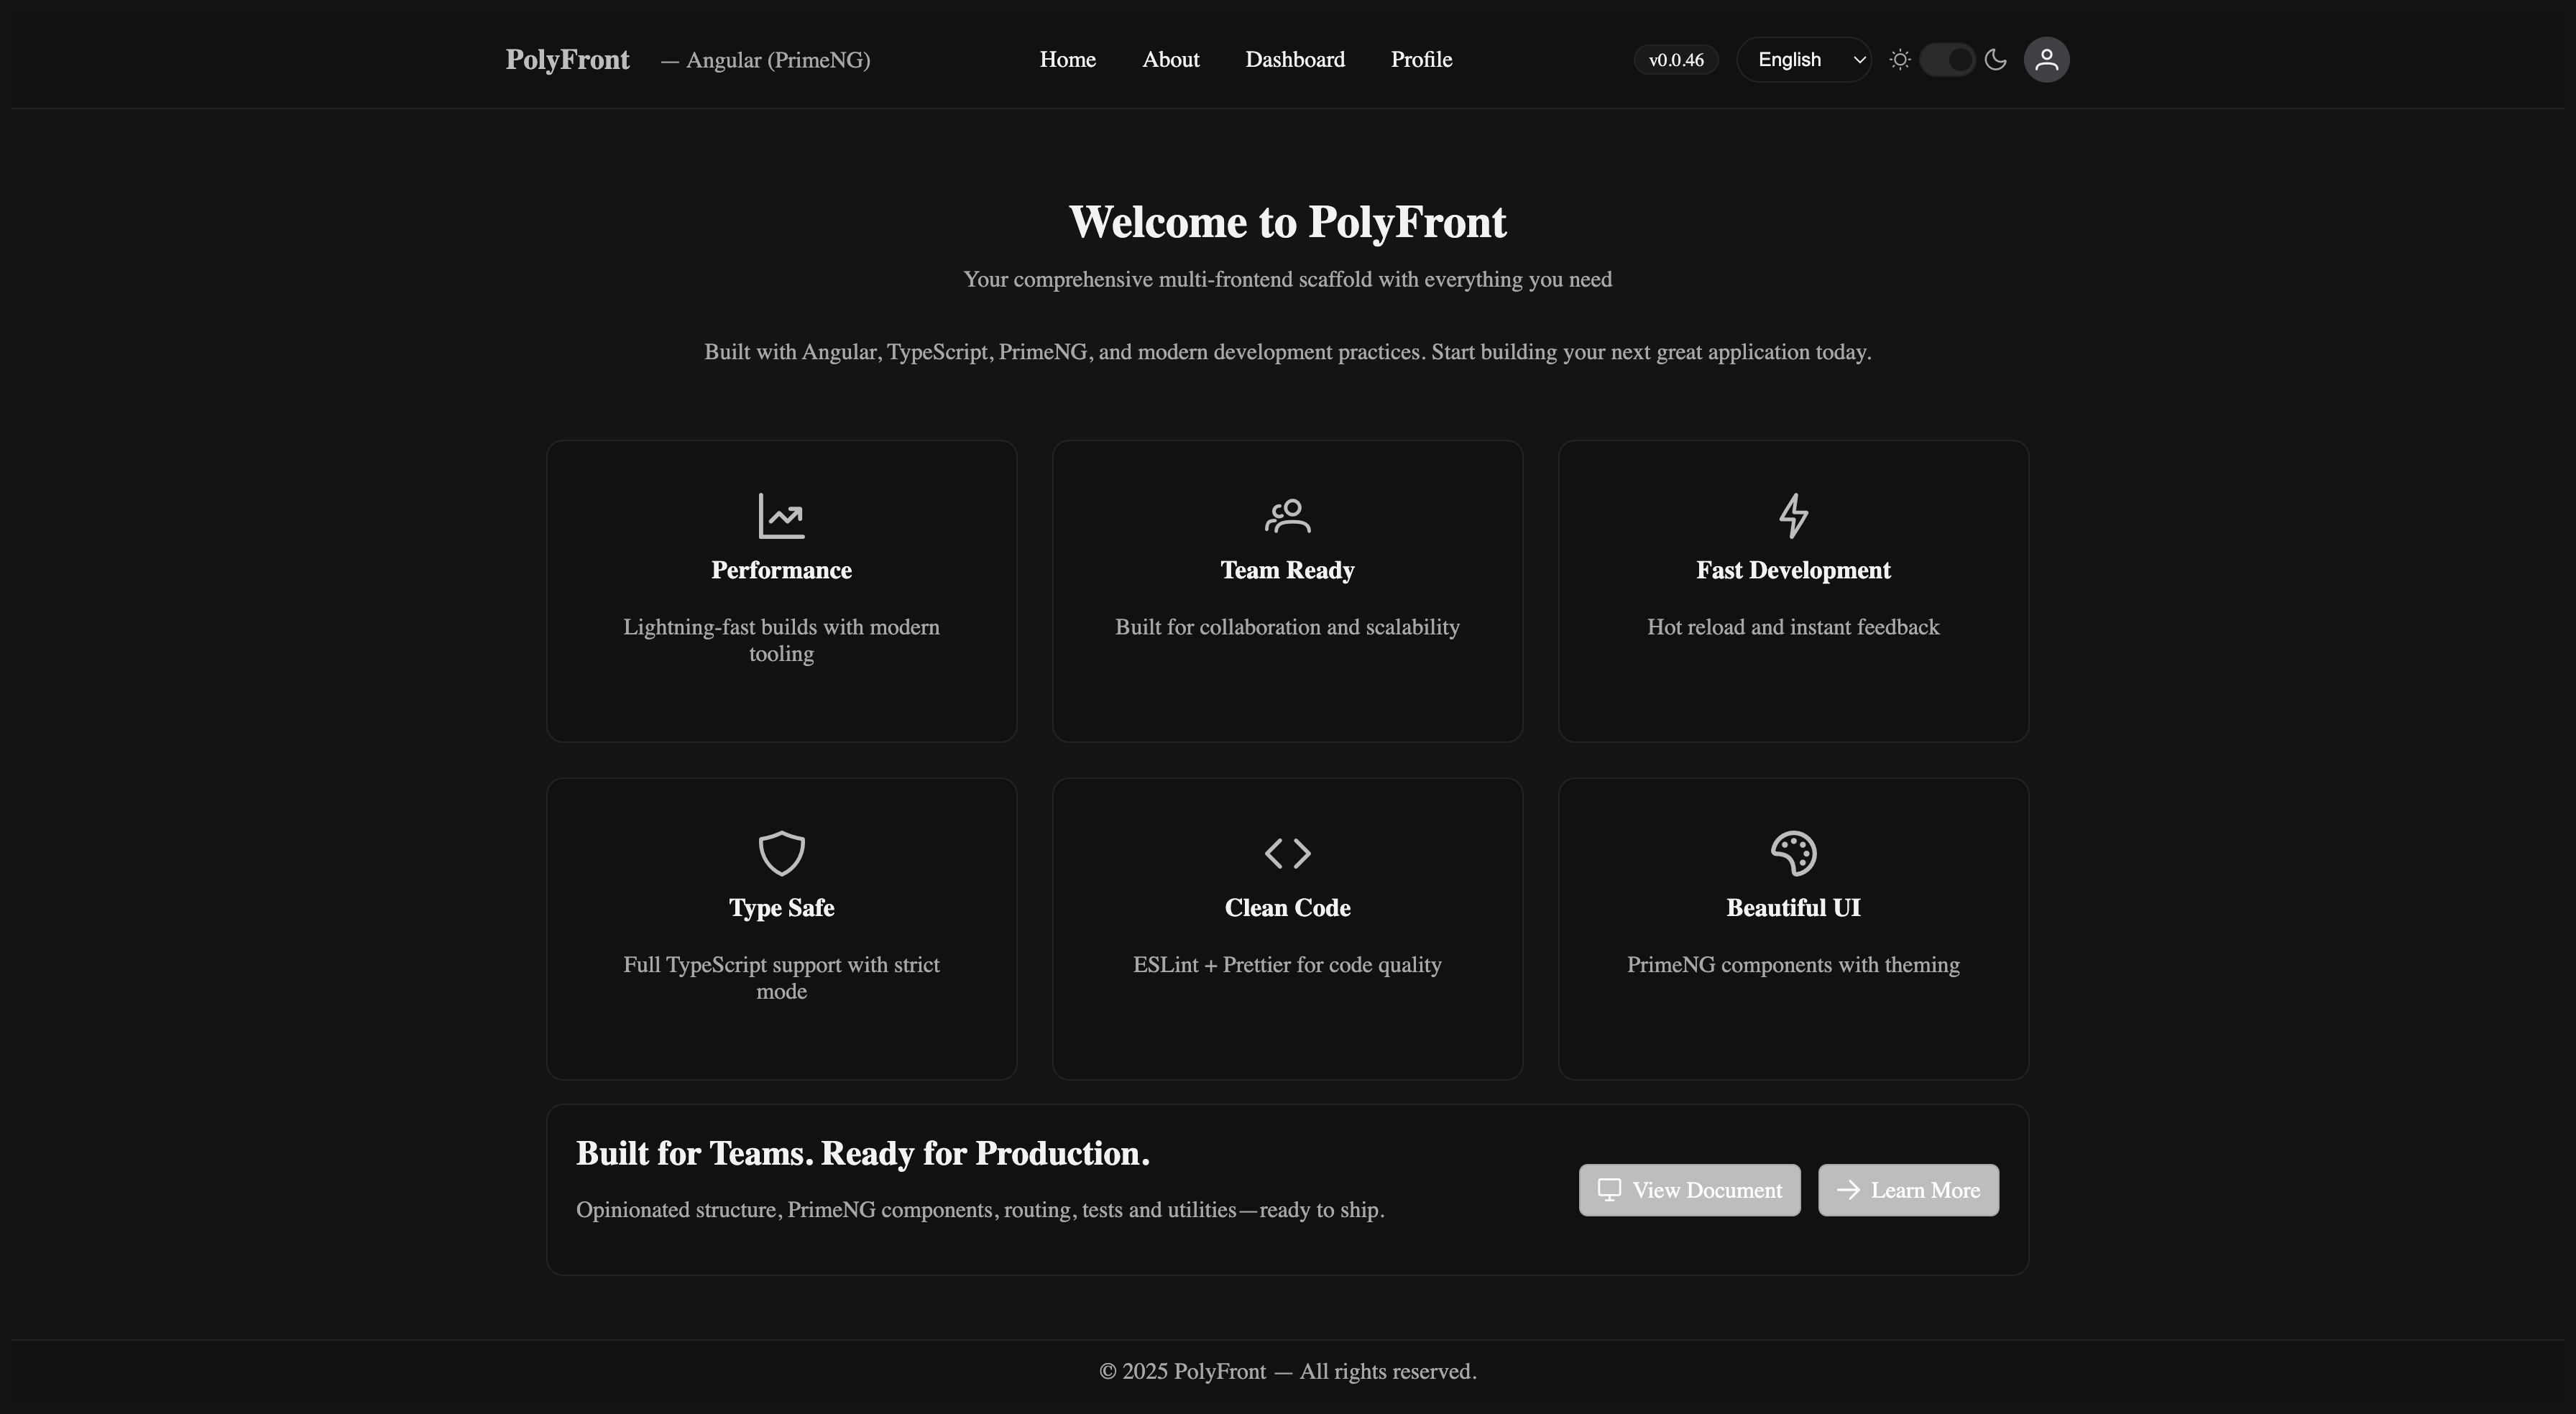 PolyFront — Angular (PrimeNG) Home About Dashboard Profile v0.0.46 English
Welcome to PolyFront
Your comprehensive multi-frontend scaffold with everything you need
Built with Angular, TypeScript, PrimeNG, and modern development practices. Start building your next great application today.
Performance
Lightning-fast builds with modern
tooling
Team Ready
Built for collaboration and scalability
Fast Development
Hot reload and instant feedback
Type Safe
Full TypeScript support with strict
mode
Clean Code
ESLint + Prettier for code quality
Beautiful UI
PrimeNG components with theming
Built for Teams. Ready for Production.
Opinionated structure, PrimeNG components, routing, tests and utilities—ready to ship.
View Document
Learn More
© 2025 PolyFront — All rights reserved.